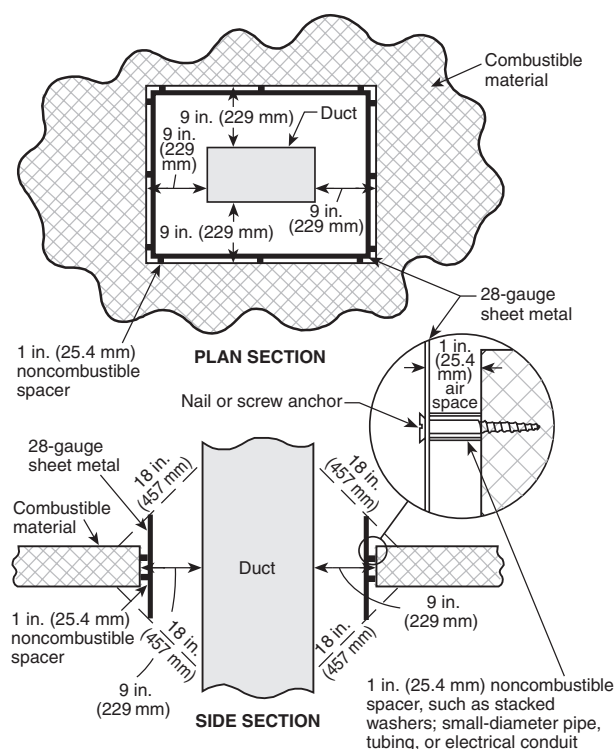 Combustible
material
9 in.
(229 mm)
Duct
9 in.
(229
mm)
9 in. (229 mm)
9 in.
(229 mm)
1 in. (25.4 mm)
noncombustible
spacer
PLAN SECTION
28-gauge
sheet metal
1 in.
(25.4
mm)
air
space
Nail or screw anchor
28-gauge
sheet metal
Combustible
material
18 in.
(457 mm)
18 in.
(457 mm)
Duct
1 in. (25.4 mm)
noncombustible
spacer
18 in.
(457 mm)
18 in.
(457 mm)
9 in.
(229 mm)
9 in.
(229 mm)
SIDE SECTION
1 in. (25.4 mm) noncombustible
spacer, such as stacked
washers; small-diameter pipe,
tubing, or electrical conduit